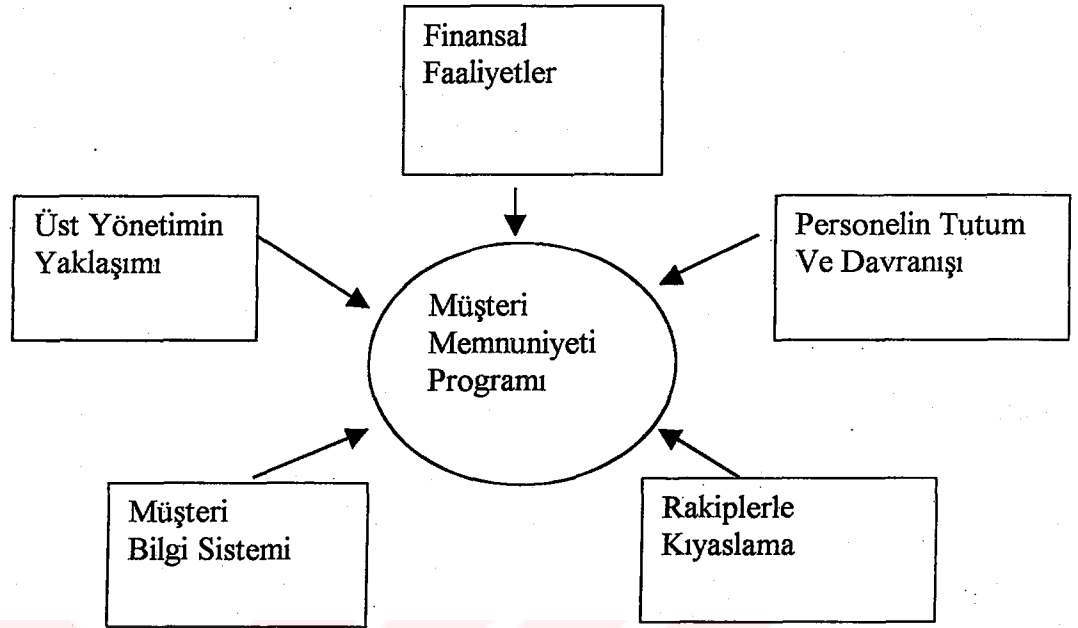 Finansal
Faaliyetler
Üst Yönetimin
Yaklaşımı
Personelin Tutum
Ve Davranışı
Müşteri
Memnuniyeti
Programı
Müşteri
Bilgi Sistemi
Rakiplerle
Kıyaslama